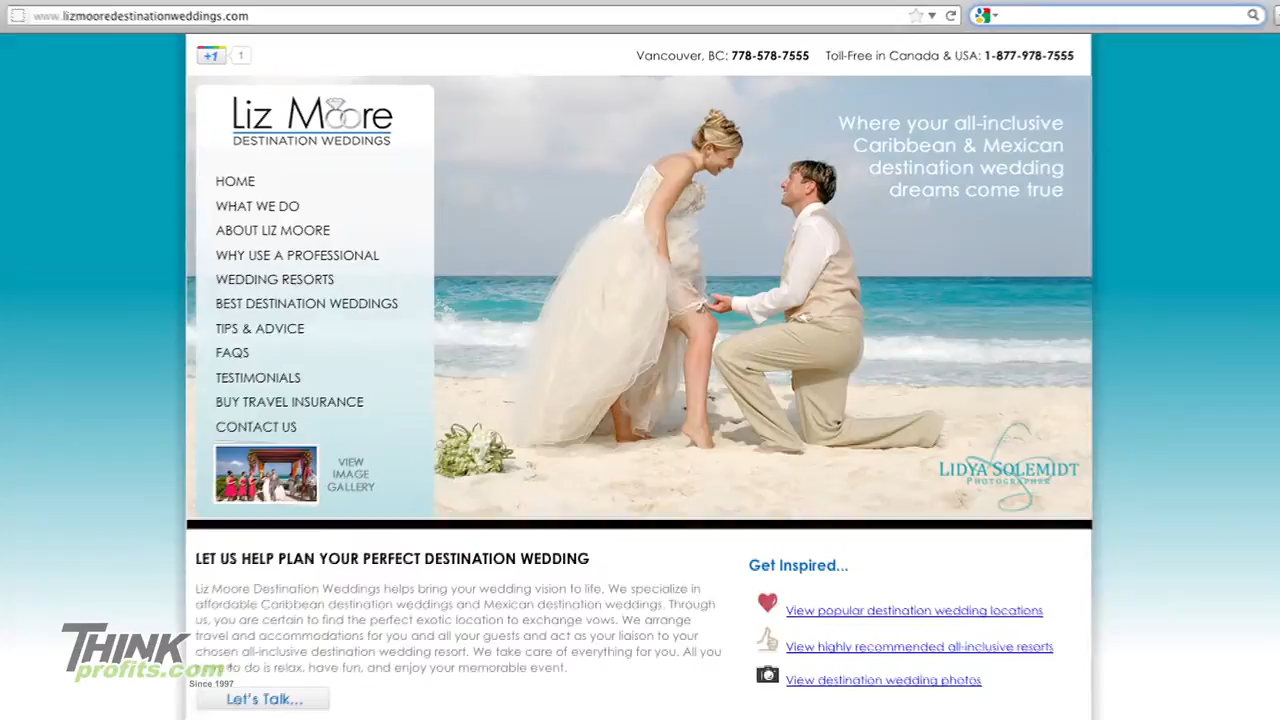 www.lizmooredestinationweddings.com
+1 1
Vancouver, BC: 778-578-7555 Toll-Free in Canada & USA: 1-877-978-7555
Liz Moore
DESTINATION WEDDINGS
HOME
WHAT WE DO
ABOUT LIZ MOORE
WHY USE A PROFESSIONAL
WEDDING RESORTS
BEST DESTINATION WEDDINGS
TIPS & ADVICE
FAQS
TESTIMONIALS
BUY TRAVEL INSURANCE
CONTACT US
VIEW
IMAGE
GALLERY
Where your all-inclusive
Caribbean & Mexican
destination wedding
dreams come true
LIDYA SOLEMIDT
PHOTOGRAPHER
LET US HELP PLAN YOUR PERFECT DESTINATION WEDDING
Liz Moore Destination Weddings helps bring your wedding vision to life. We specialize in
affordable Caribbean destination weddings and Mexican destination weddings. Through
us, you are certain to find the perfect exotic location to exchange vows. We arrange
travel and accommodations for you and all your guests and act as your liaison to your
chosen all-inclusive destination wedding resort. We take care of everything for you. All you
to do is relax, have fun, and enjoy your memorable event.
Let's Talk...
Get Inspired...
View popular destination wedding locations
View highly recommended all-inclusive resorts
View destination wedding photos
THINK
profits.com
Since 1997